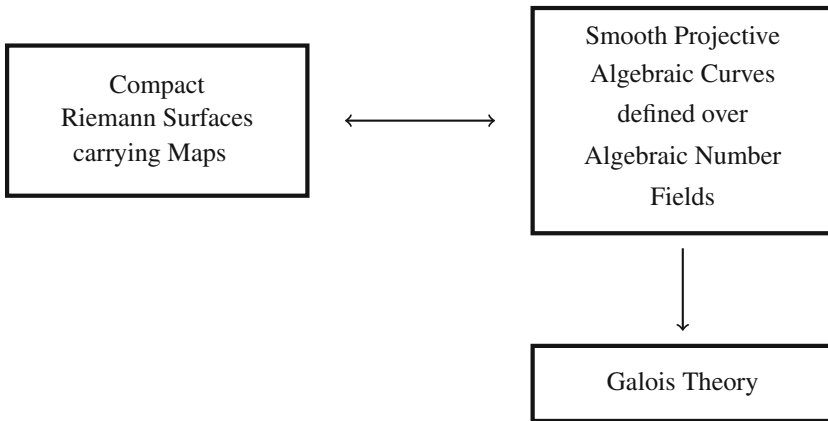 Compact
Riemann Surfaces
carrying Maps
Smooth Projective
Algebraic Curves
defined over
Algebraic Number
Fields
Galois Theory